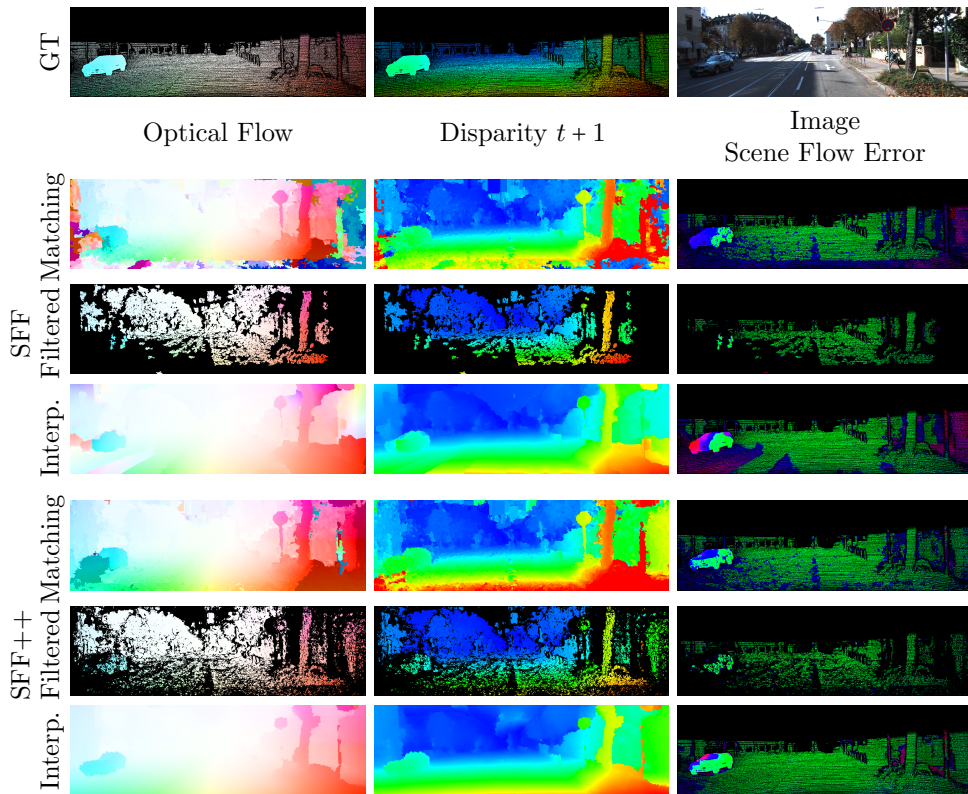 GT
Optical Flow
Disparity t + 1
Image
Scene Flow Error
SFF
Matching
Filtered
Interp.
SFF++
Matching
Filtered
Interp.